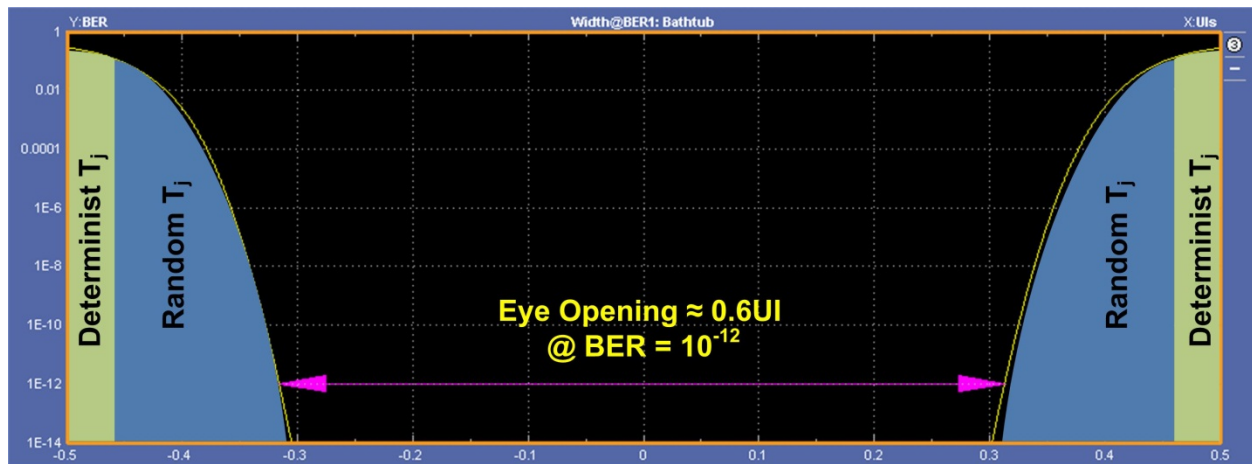 Y:BER Width@BER1: Bathtub X:UIs
1
0.01
0.0001
1E-6
1E-8
1E-10
1E-12
1E-14
Determinist Tj
Random Tj
Eye Opening ≈ 0.6UI
@ BER = 10⁻¹²
Random Tj
Determinist Tj
3
-0.5 -0.4 -0.3 -0.2 -0.1 0 0.1 0.2 0.3 0.4 0.5